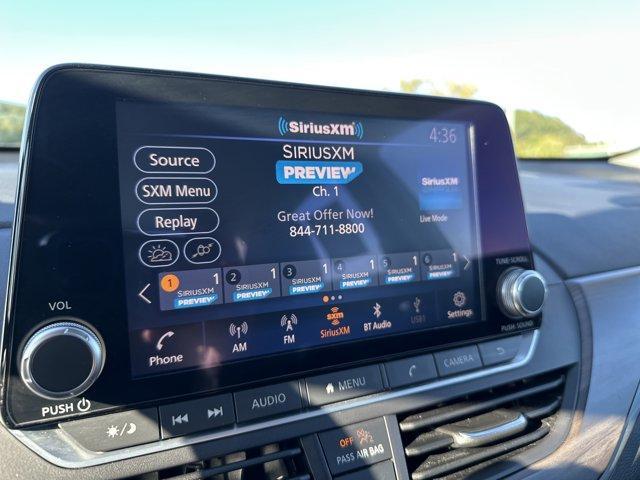 SiriusXM
4:36
SIRIUSXM
PREVIEW
Ch. 1
Source
SXM Menu
Replay
Great Offer Now!
844-711-8800
SiriusXM
Live Mode
1 1 2 1 3 1 4 1 5 1 6 1
SIRIUSXM SIRIUSXM SIRIUSXM SIRIUSXM SIRIUSXM SIRIUSXM
PREVIEW PREVIEW PREVIEW PREVIEW PREVIEW PREVIEW
Phone
AM
FM
sxm
SiriusXM
BT Audio
USB1
Settings
VOL
PUSH
TUNE·SCROLL
PUSH: SOUND
AUDIO
MENU
CAMERA
OFF
PASS AIR BAG